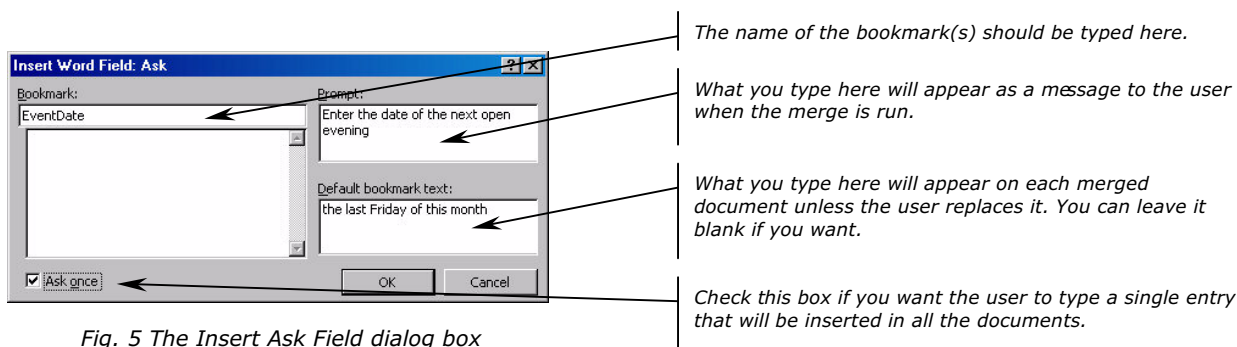 Insert Word Field: Ask
Bookmark:
EventDate
Prompt:
Enter the date of the next open
evening
Default bookmark text:
the last Friday of this month
Ask once
OK
Cancel
Fig. 5 The Insert Ask Field dialog box
The name of the bookmark(s) should be typed here.
What you type here will appear as a message to the user
when the merge is run.
What you type here will appear on each merged
document unless the user replaces it. You can leave it
blank if you want.
Check this box if you want the user to type a single entry
that will be inserted in all the documents.